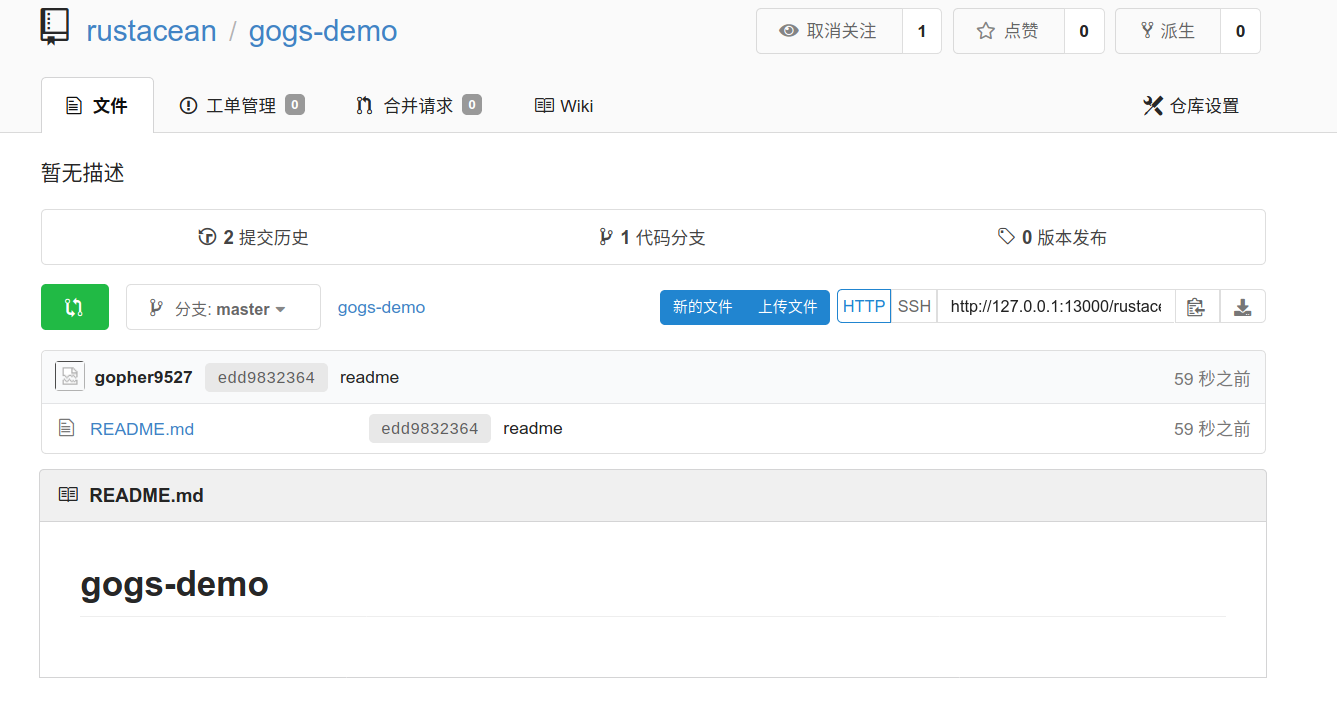 rustacean / gogs-demo 取消关注 1 点赞 0 派生 0
文件 工单管理 0 合并请求 0 Wiki 仓库设置
暂无描述
2 提交历史 1 代码分支 0 版本发布
分支: master gogs-demo 新的文件 上传文件 HTTP SSH http://127.0.0.1:13000/rustace
gopher9527 edd9832364 readme 59 秒之前
README.md edd9832364 readme 59 秒之前
README.md
gogs-demo